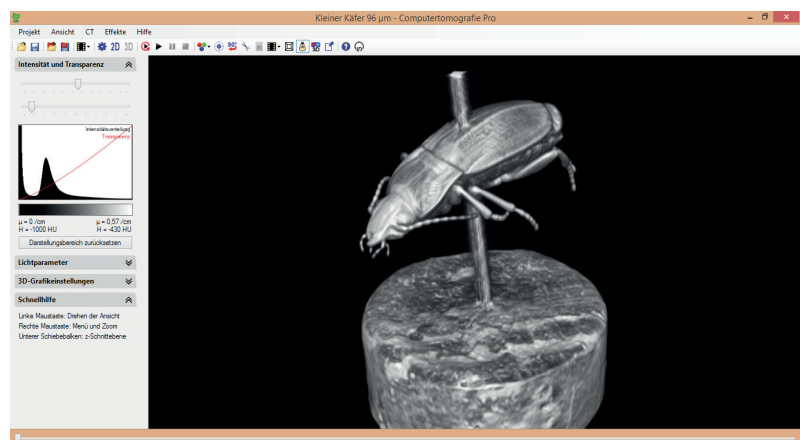 Kleiner Käfer 96 µm - Computertomografie Pro
Projekt Ansicht CT Effekte Hilfe
2D 3D 90°
Intensität und Transparenz
Intensitätsverteilung
Transparenz
µ = 0 /cm µ = 0,57 /cm
H = -1000 HU H = -430 HU
Darstellungsbereich zurücksetzen
Lichtparameter
3D-Grafikeinstellungen
Schnellhilfe
Linke Maustaste: Drehen der Ansicht
Rechte Maustaste: Menü und Zoom
Unterer Schiebebalken: z-Schnittebene